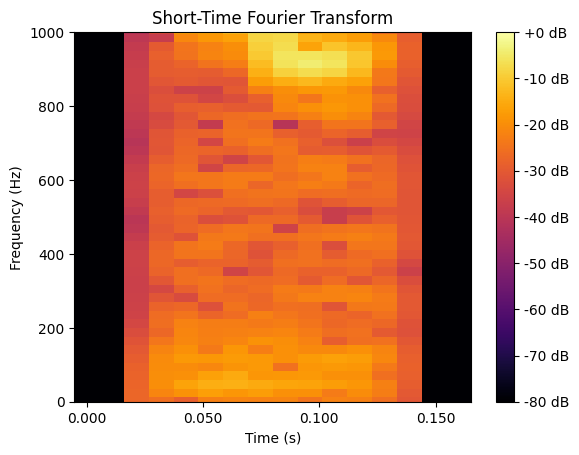 Short-Time Fourier Transform
1000
800
600
400
200
0
Frequency (Hz)
0.000
0.050
0.100
0.150
Time (s)
+0 dB
-10 dB
-20 dB
-30 dB
-40 dB
-50 dB
-60 dB
-70 dB
-80 dB